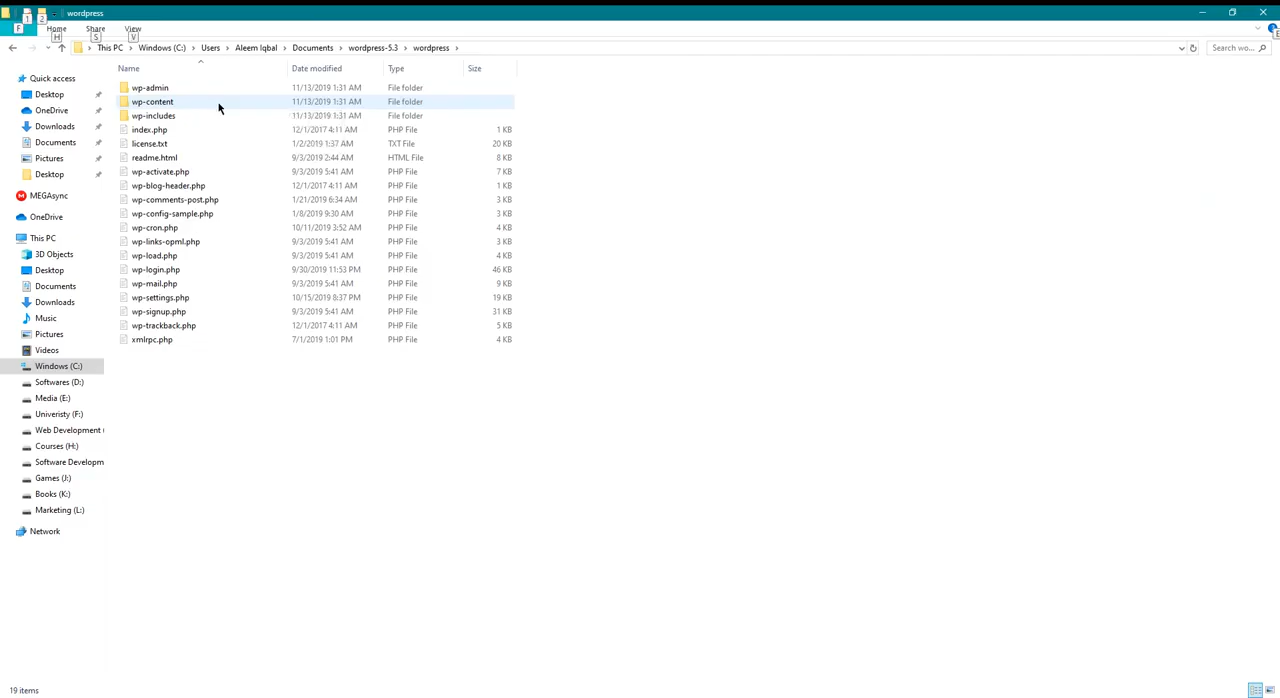 1 2 wordpress
F Home Share View
H S V
This PC > Windows (C:) > Users > Aleem Iqbal > Documents > wordpress-5.3 > wordpress >
Search wo...
Name Date modified Type Size
Quick access
Desktop
OneDrive
Downloads
Documents
Pictures
Desktop
MEGAsync
OneDrive
This PC
3D Objects
Desktop
Documents
Downloads
Music
Pictures
Videos
Windows (C:)
Softwares (D:)
Media (E:)
Univeristy (F:)
Web Development (
Courses (H:)
Software Developm
Games (J:)
Books (K:)
Marketing (L:)
Network
wp-admin 11/13/2019 1:31 AM File folder
wp-content 11/13/2019 1:31 AM File folder
wp-includes 11/13/2019 1:31 AM File folder
index.php 12/1/2017 4:11 AM PHP File 1 KB
license.txt 1/2/2019 1:37 AM TXT File 20 KB
readme.html 9/3/2019 2:44 AM HTML File 8 KB
wp-activate.php 9/3/2019 5:41 AM PHP File 7 KB
wp-blog-header.php 12/1/2017 4:11 AM PHP File 1 KB
wp-comments-post.php 1/21/2019 6:34 AM PHP File 3 KB
wp-config-sample.php 1/8/2019 9:30 AM PHP File 3 KB
wp-cron.php 10/11/2019 3:52 AM PHP File 4 KB
wp-links-opml.php 9/3/2019 5:41 AM PHP File 3 KB
wp-load.php 9/3/2019 5:41 AM PHP File 4 KB
wp-login.php 9/30/2019 11:53 PM PHP File 46 KB
wp-mail.php 9/3/2019 5:41 AM PHP File 9 KB
wp-settings.php 10/15/2019 8:37 PM PHP File 19 KB
wp-signup.php 9/3/2019 5:41 AM PHP File 31 KB
wp-trackback.php 12/1/2017 4:11 AM PHP File 5 KB
xmlrpc.php 7/1/2019 1:01 PM PHP File 4 KB
19 items